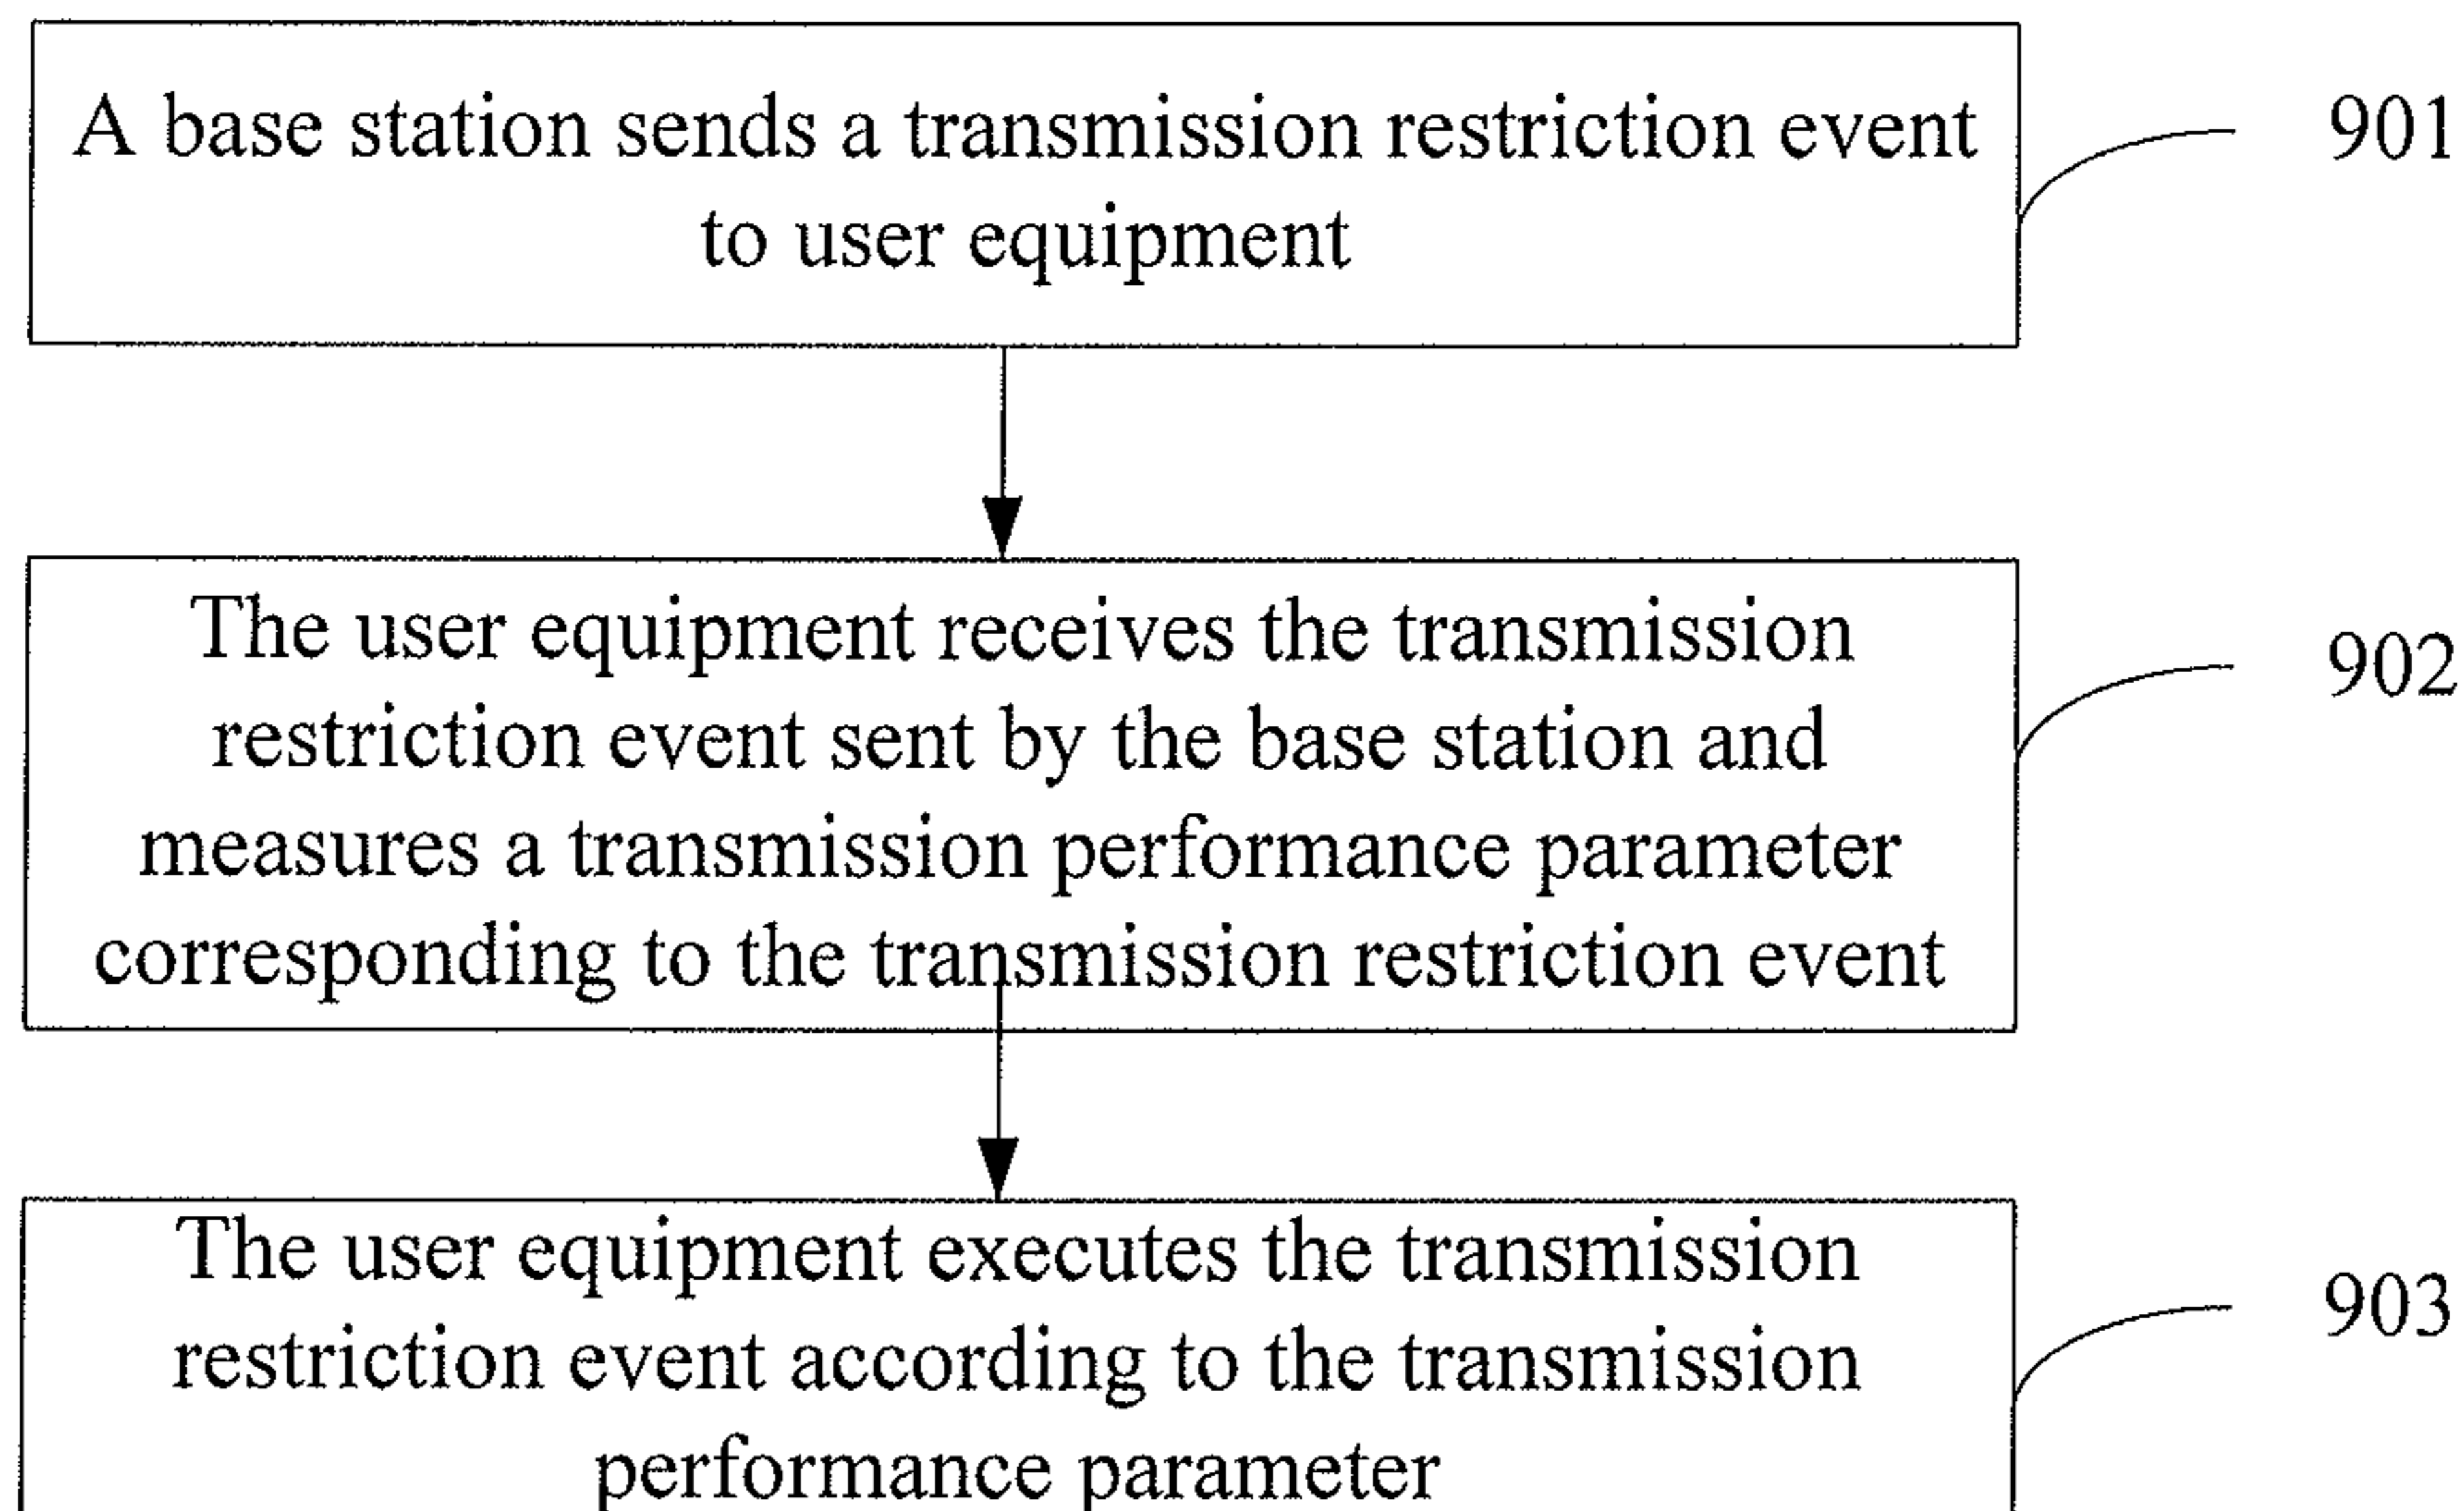 A base station sends a transmission restriction event
to user equipment
901
The user equipment receives the transmission
restriction event sent by the base station and
measures a transmission performance parameter
corresponding to the transmission restriction event
902
The user equipment executes the transmission
restriction event according to the transmission
performance parameter
903